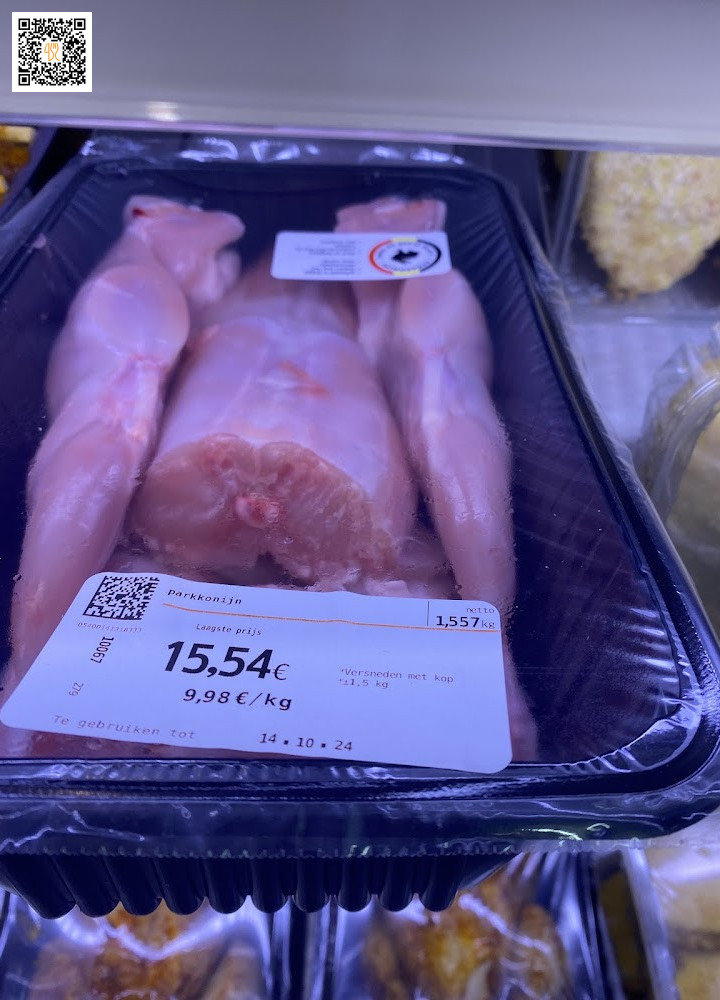 Parkkonijn
netto
1,557kg
Laagste prijs
15,54€
9,98€/kg
*Versneden met kop
*±1,5 kg
10067
279
Te gebruiken tot
14.10.24